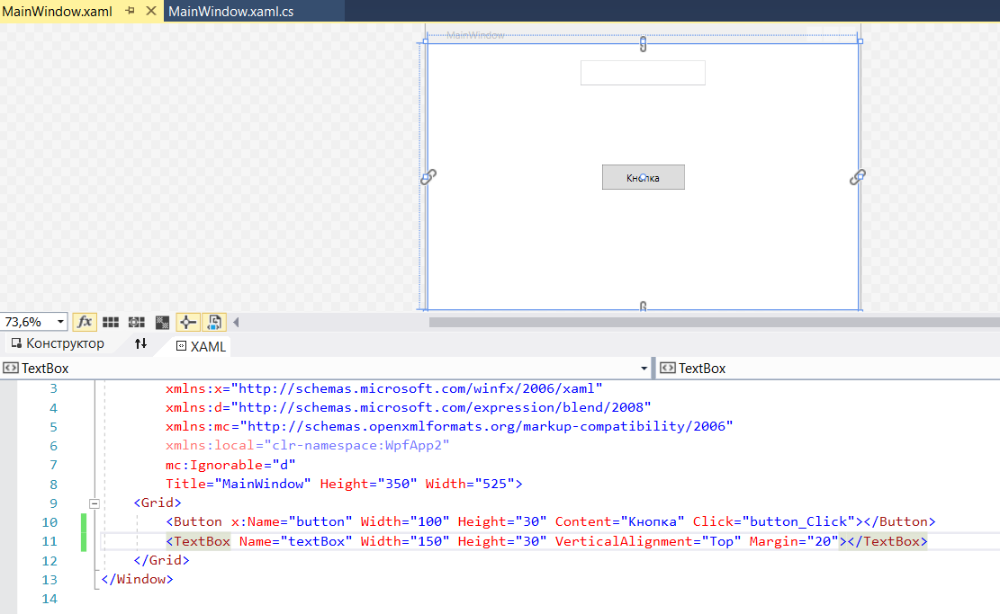 MainWindow.xaml MainWindow.xaml.cs
MainWindow
Кнопка
73,6% fx
Конструктор XAML
TextBox TextBox
3 xmlns:x="http://schemas.microsoft.com/winfx/2006/xaml"
4 xmlns:d="http://schemas.microsoft.com/expression/blend/2008"
5 xmlns:mc="http://schemas.openxmlformats.org/markup-compatibility/2006"
6 xmlns:local="clr-namespace:WpfApp2"
7 mc:Ignorable="d"
8 Title="MainWindow" Height="350" Width="525">
9 <Grid>
10 <Button x:Name="button" Width="100" Height="30" Content="Кнопка" Click="button_Click"></Button>
11 <TextBox Name="textBox" Width="150" Height="30" VerticalAlignment="Top" Margin="20"></TextBox>
12 </Grid>
13 </Window>
14